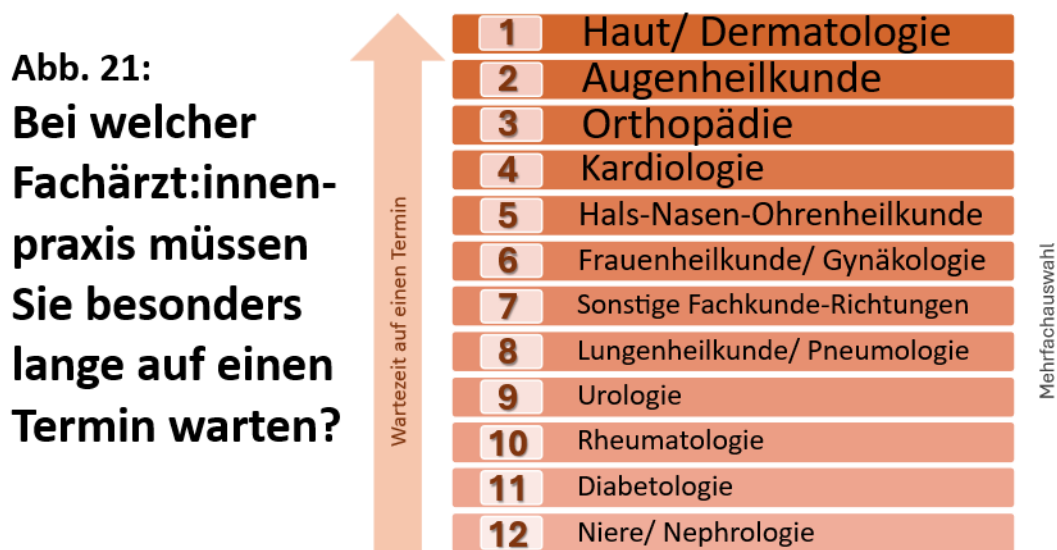 Abb. 21:
Bei welcher
Fachärzt:innen-
praxis müssen
Sie besonders
lange auf einen
Termin warten?
Wartezeit auf einen Termin
1 Haut/ Dermatologie
2 Augenheilkunde
3 Orthopädie
4 Kardiologie
5 Hals-Nasen-Ohrenheilkunde
6 Frauenheilkunde/ Gynäkologie
7 Sonstige Fachkunde-Richtungen
8 Lungenheilkunde/ Pneumologie
9 Urologie
10 Rheumatologie
11 Diabetologie
12 Niere/ Nephrologie
Mehrfachauswahl